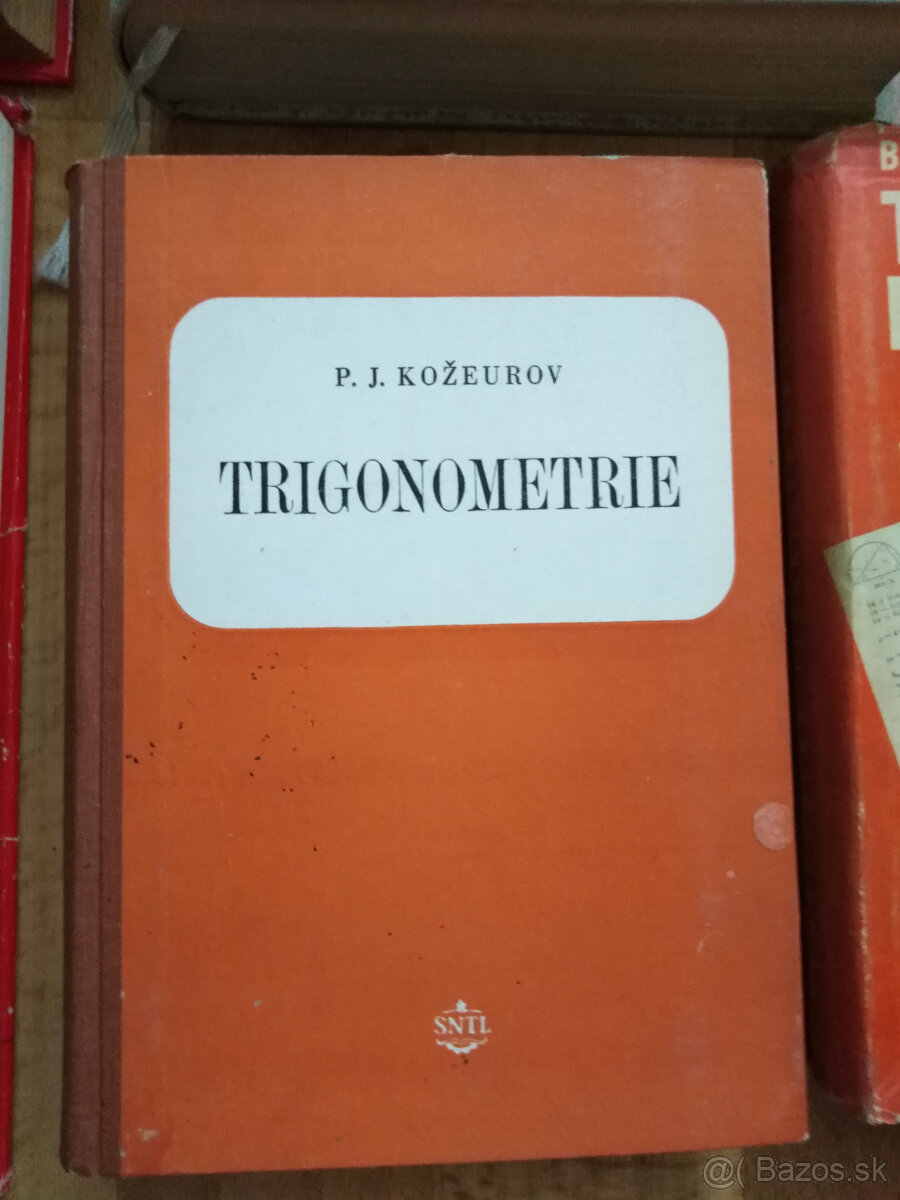 P. J. KOŽEUROV
TRIGONOMETRIE
SNTL
B
T
@( Bazos.sk